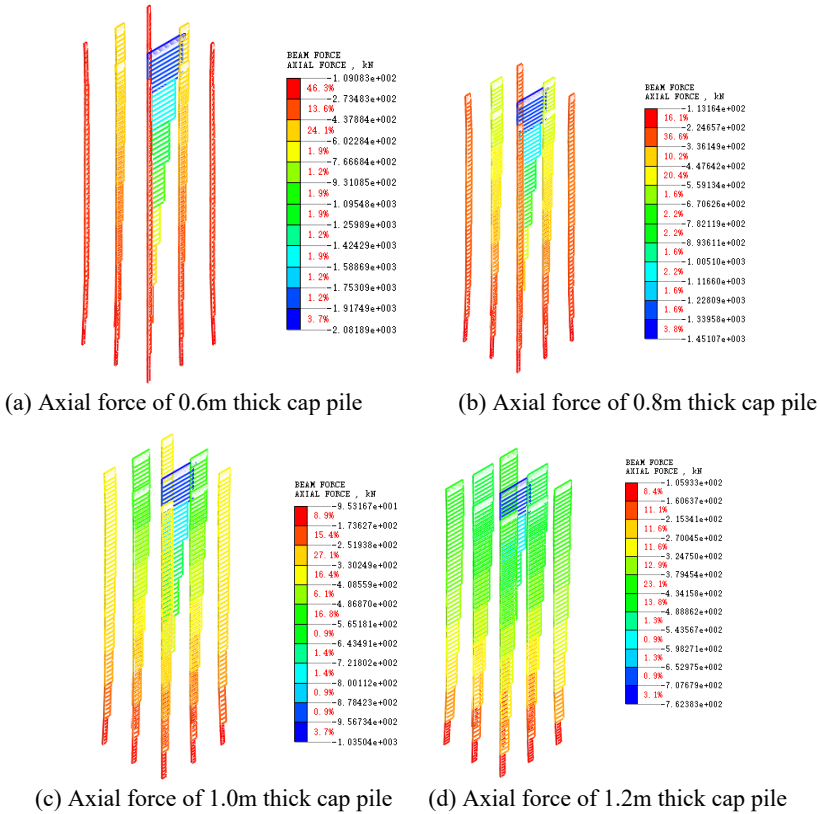 BEAM FORCE
AXIAL FORCE , kN
-1.09083e+002
46.3%
-2.73483e+002
13.6%
-4.37884e+002
24.1%
-6.02284e+002
1.9%
-7.66684e+002
1.2%
-9.31085e+002
1.9%
-1.09548e+003
1.9%
-1.25989e+003
1.2%
-1.42429e+003
1.9%
-1.58869e+003
1.2%
-1.75309e+003
1.2%
-1.91749e+003
3.7%
-2.08189e+003
(a) Axial force of 0.6m thick cap pile
BEAM FORCE
AXIAL FORCE , kN
-1.13164e+002
16.1%
-2.24657e+002
36.6%
-3.36149e+002
10.2%
-4.47642e+002
20.4%
-5.59134e+002
1.6%
-6.70626e+002
2.2%
-7.82119e+002
2.2%
-8.93611e+002
1.6%
-1.00510e+003
2.2%
-1.11660e+003
1.6%
-1.22809e+003
1.6%
-1.33958e+003
3.8%
-1.45107e+003
(b) Axial force of 0.8m thick cap pile
BEAM FORCE
AXIAL FORCE , kN
-9.53167e+001
8.9%
-1.73627e+002
15.4%
-2.51938e+002
27.1%
-3.30249e+002
16.4%
-4.08559e+002
6.1%
-4.86870e+002
16.8%
-5.65181e+002
0.9%
-6.43491e+002
1.4%
-7.21802e+002
1.4%
-8.00112e+002
0.9%
-8.78423e+002
0.9%
-9.56734e+002
3.7%
-1.03504e+003
(c) Axial force of 1.0m thick cap pile
BEAM FORCE
AXIAL FORCE , kN
-1.05933e+002
8.4%
-1.60637e+002
11.1%
-2.15341e+002
11.6%
-2.70045e+002
11.6%
-3.24750e+002
12.9%
-3.79454e+002
23.1%
-4.34158e+002
13.8%
-4.88862e+002
1.3%
-5.43567e+002
0.9%
-5.98271e+002
1.3%
-6.52975e+002
0.9%
-7.07679e+002
3.1%
-7.62383e+002
(d) Axial force of 1.2m thick cap pile